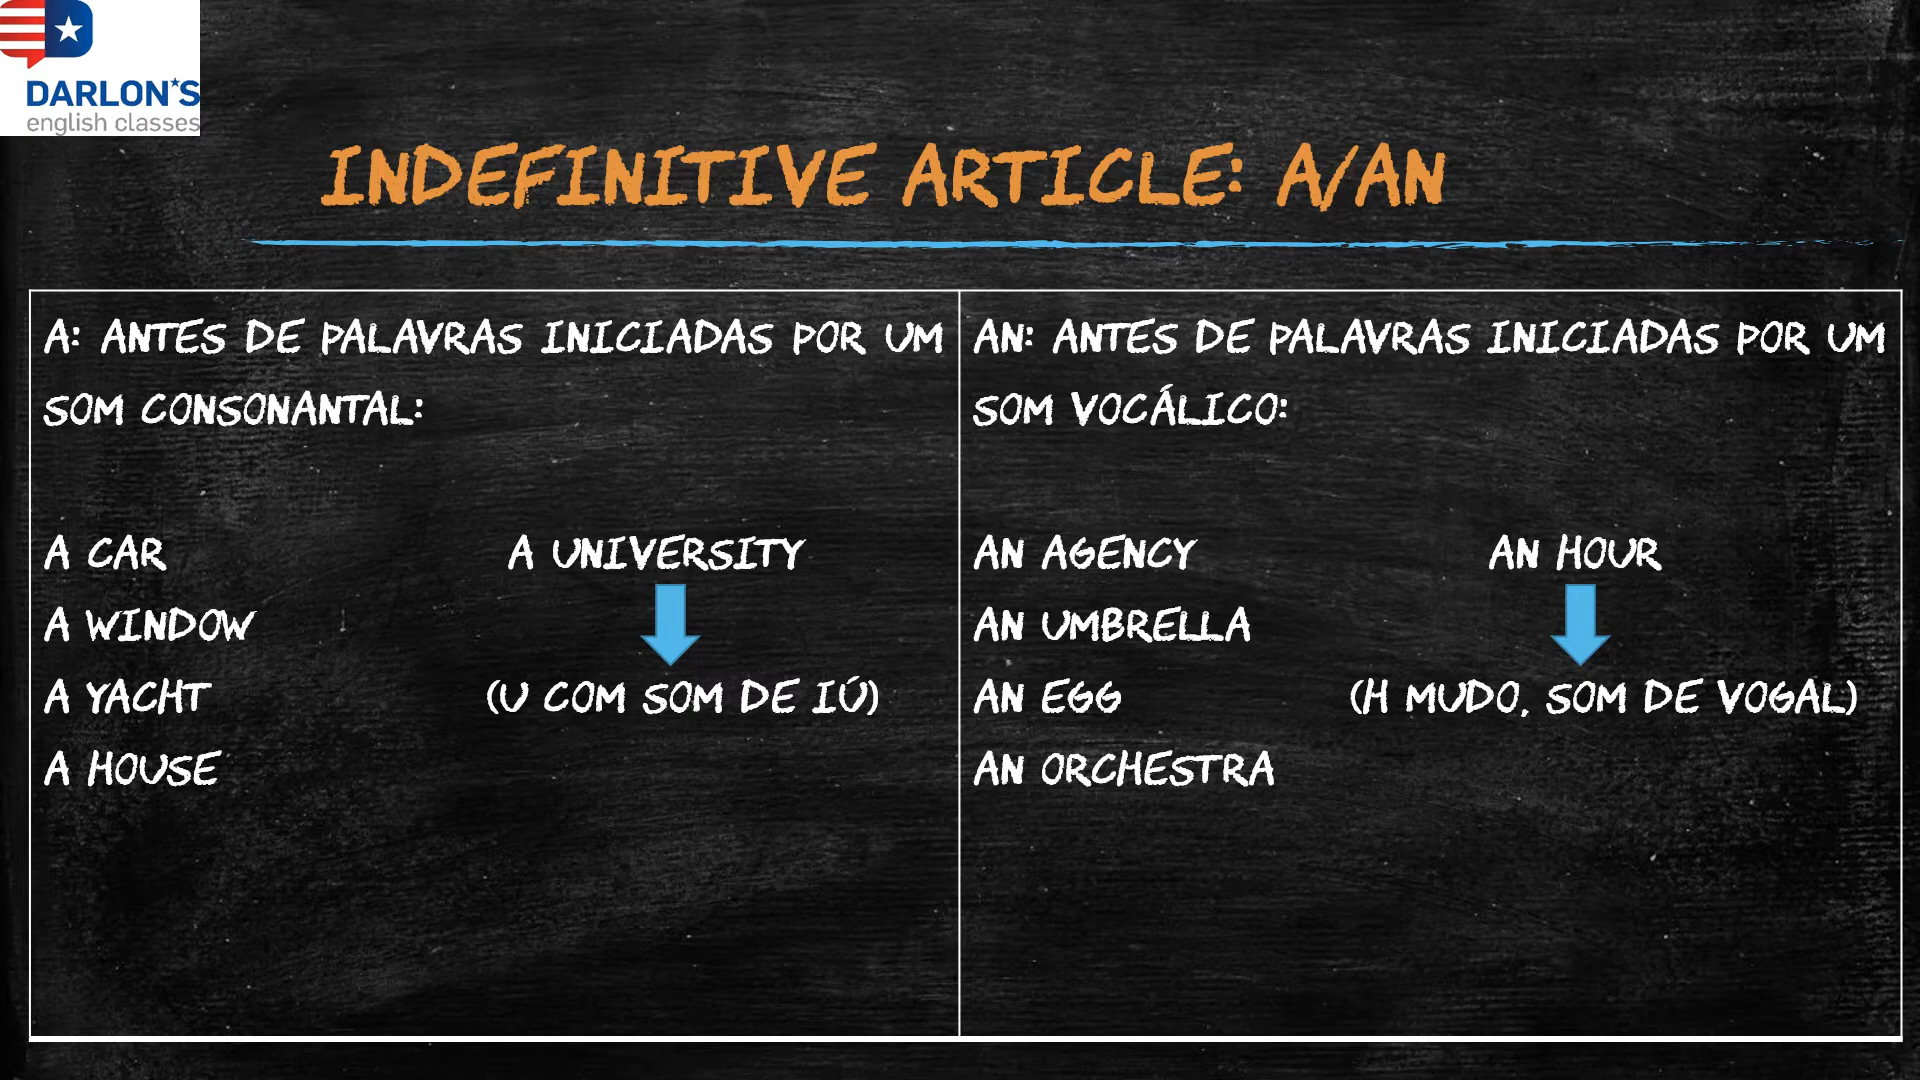 DARLON'S
english classes
INDEFINITIVE ARTICLE: A/AN
A: ANTES DE PALAVRAS INICIADAS POR UM
SOM CONSONANTAL:
A CAR
A UNIVERSITY
A WINDOW
A YACHT
(U COM SOM DE IÚ)
A HOUSE
AN: ANTES DE PALAVRAS INICIADAS POR UM
SOM VOCÁLICO:
AN AGENCY
AN HOUR
AN UMBRELLA
AN EGG
(H MUDO, SOM DE VOGAL)
AN ORCHESTRA